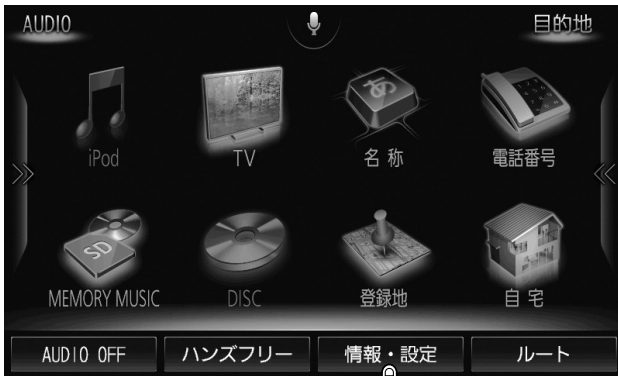 AUDIO 目的地
iPod TV 名称 電話番号
MEMORY MUSIC DISC 登録地 自宅
AUDIO OFF ハンズフリー 情報・設定 ルート